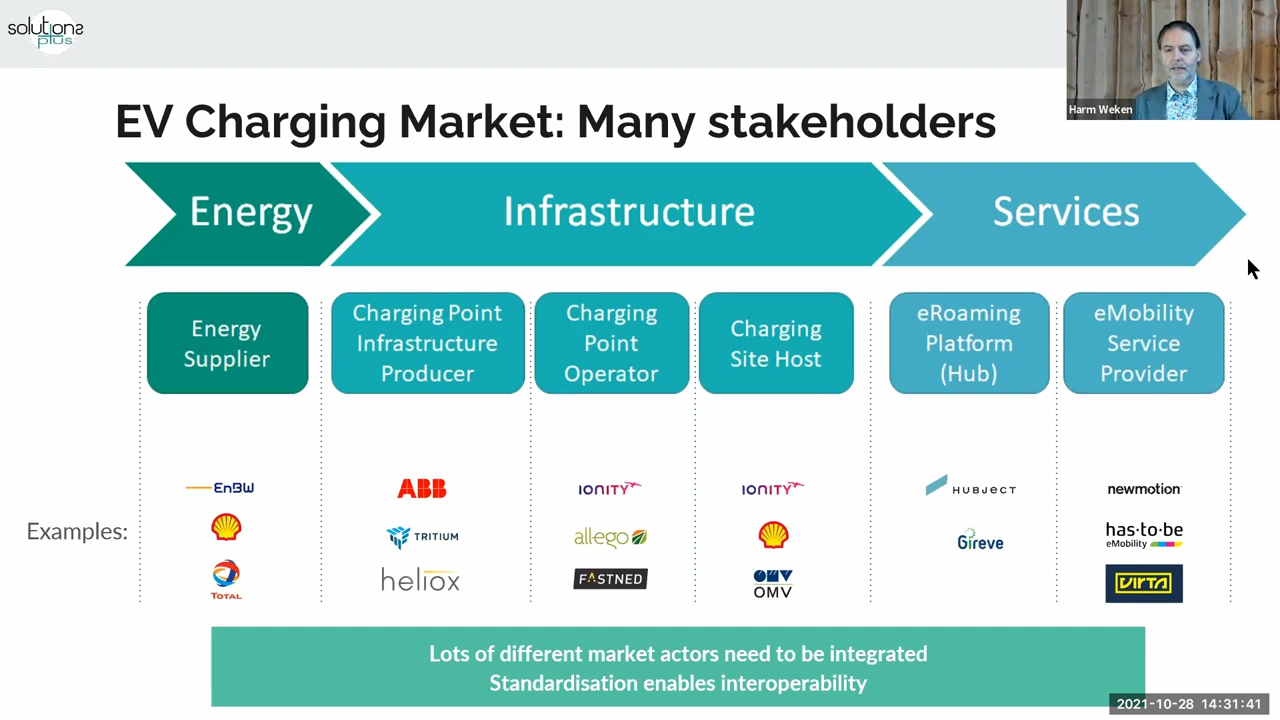 solutions
plus
Harm Weken
EV Charging Market: Many stakeholders
Energy
Infrastructure
Services
Energy
Supplier
Charging Point
Infrastructure
Producer
Charging
Point
Operator
Charging
Site Host
eRoaming
Platform
(Hub)
eMobility
Service
Provider
Examples:
EnBW
TOTAL
ABB
TRITIUM
heliox
IONITY
allego
FASTNED
IONITY
OMV
OMV
HUBJECT
Gireve
newmotion
has·to·be
eMobility
VIRTA
Lots of different market actors need to be integrated
Standardisation enables interoperability
2021-10-28 14:31:41